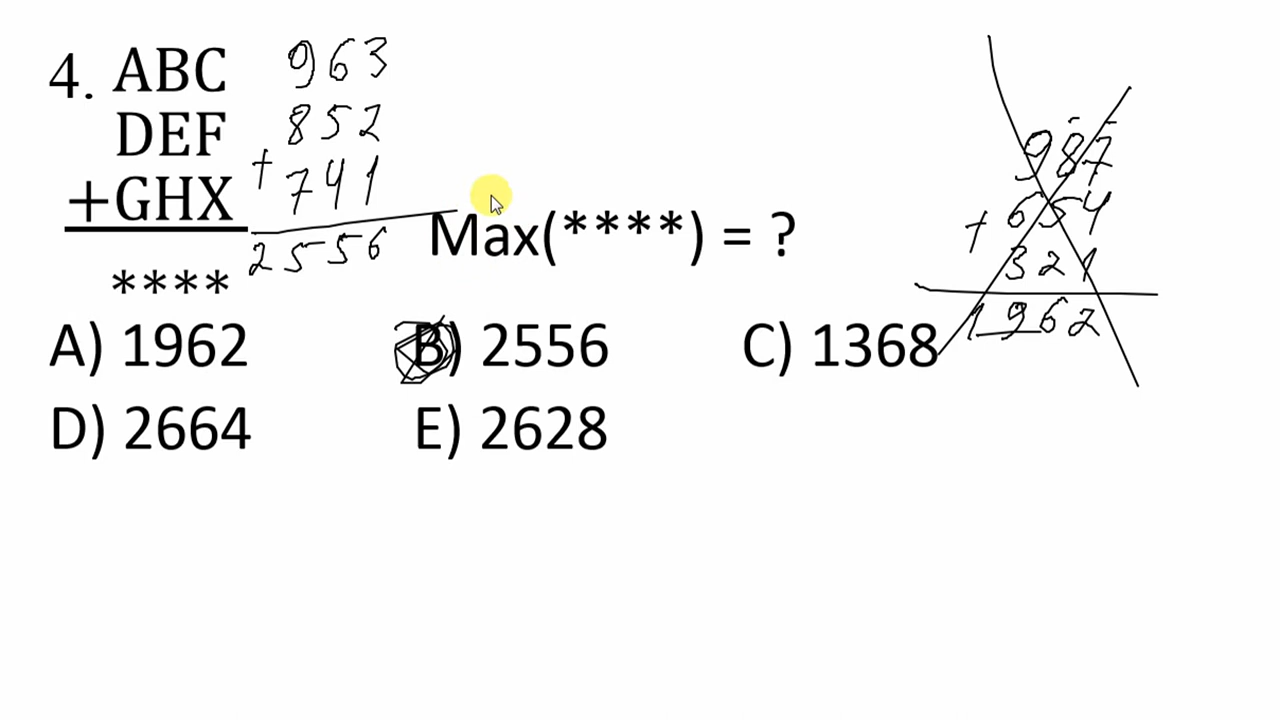 4. ABC 963
DEF 852
+GHX + 741
**** 2556
Max(****) = ?
987
+ 654
321
1962
A) 1962 B) 2556 C) 1368
D) 2664 E) 2628